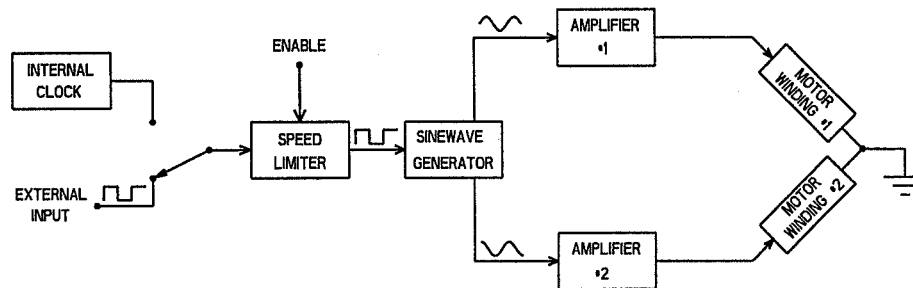 INTERNAL
CLOCK
EXTERNAL
INPUT
ENABLE
SPEED
LIMITER
SINEWAVE
GENERATOR
AMPLIFIER
#1
MOTOR
WINDING #1
AMPLIFIER
#2
MOTOR
WINDING #2